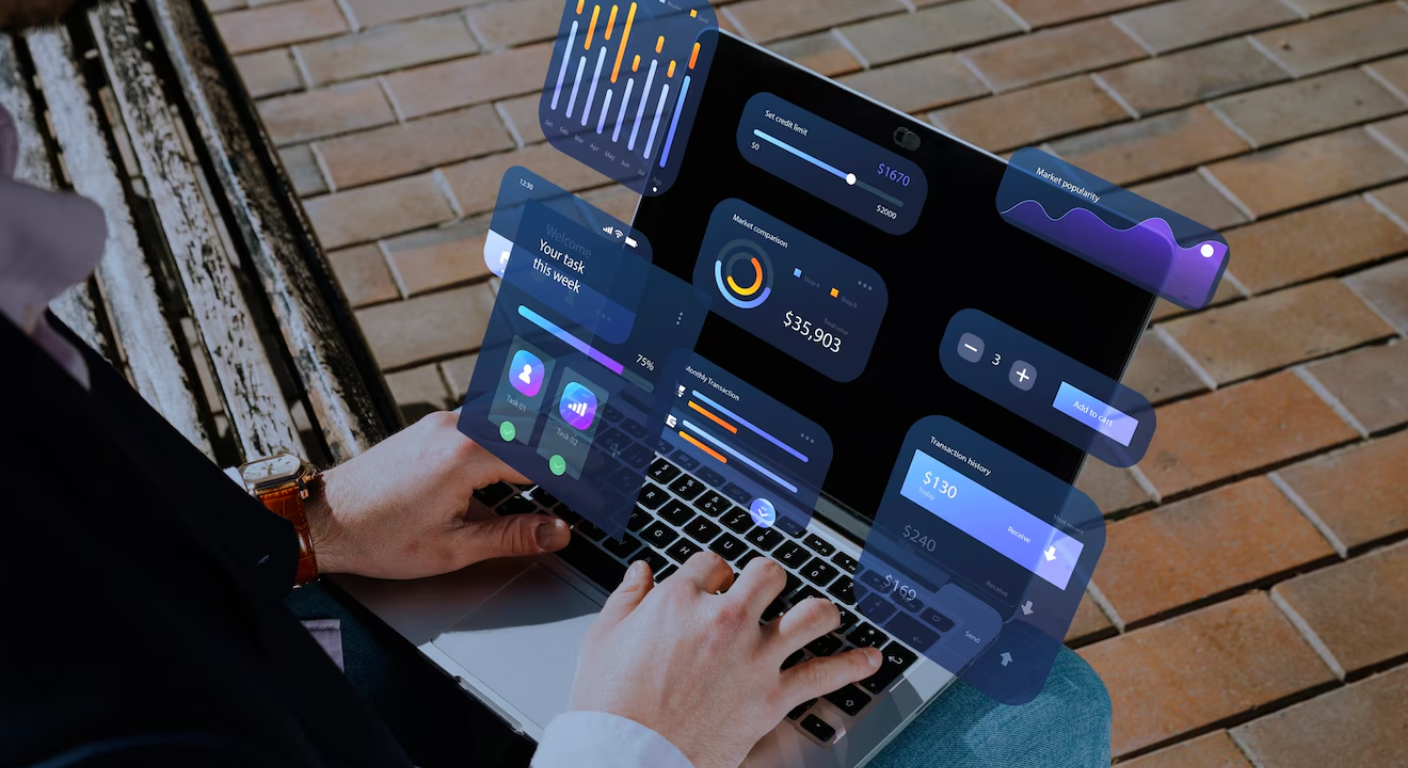 Jan Feb Mar Apr May Jun Jul
Set credit limit
$0
$1670
$2000
Market popularity
12:30
Welcome
Your task
this week
75%
Task 01
Task 02
Market comparison
Shop A
Shop B
Total value
$35,903
3
Add to cart
Monthly Transaction
Transaction history
$130
Today
Receive
$240
Receive
$169
Send